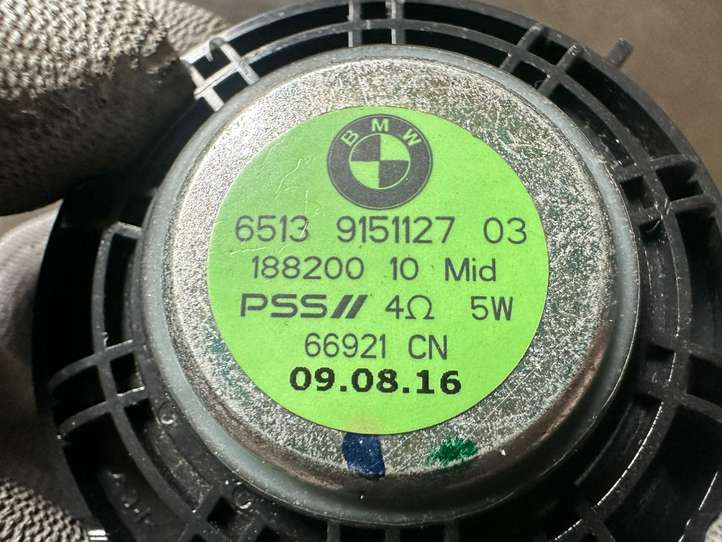 BMW
6513 9151127 03
188200 10 Mid
PSS// 4Ω 5W
66921 CN
09.08.16